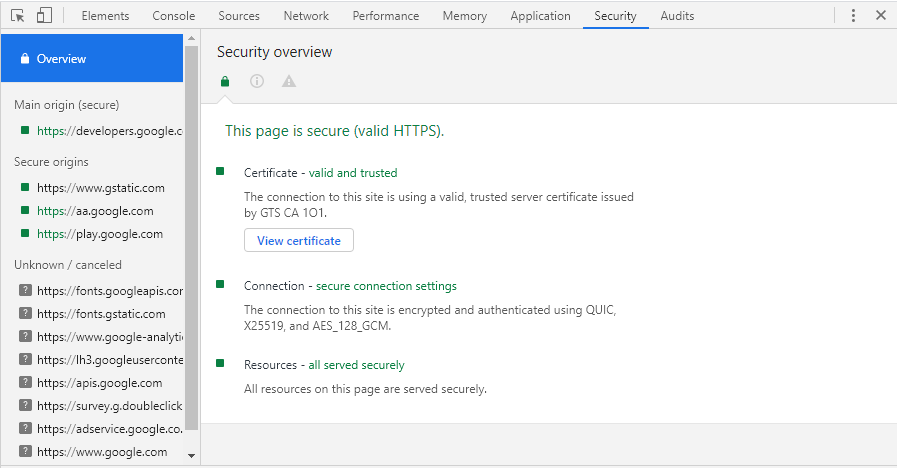 Elements Console Sources Network Performance Memory Application Security Audits
Overview
Main origin (secure)
https://developers.google.c
Secure origins
https://www.gstatic.com
https://aa.google.com
https://play.google.com
Unknown / canceled
? https://fonts.googleapis.com
? https://fonts.gstatic.com
? https://www.google-analytic
? https://lh3.googleuserconte
? https://apis.google.com
? https://survey.g.doubleclick
? https://adservice.google.co.
? https://www.google.com
Security overview
This page is secure (valid HTTPS).
Certificate - valid and trusted
The connection to this site is using a valid, trusted server certificate issued
by GTS CA 1O1.
View certificate
Connection - secure connection settings
The connection to this site is encrypted and authenticated using QUIC,
X25519, and AES_128_GCM.
Resources - all served securely
All resources on this page are served securely.